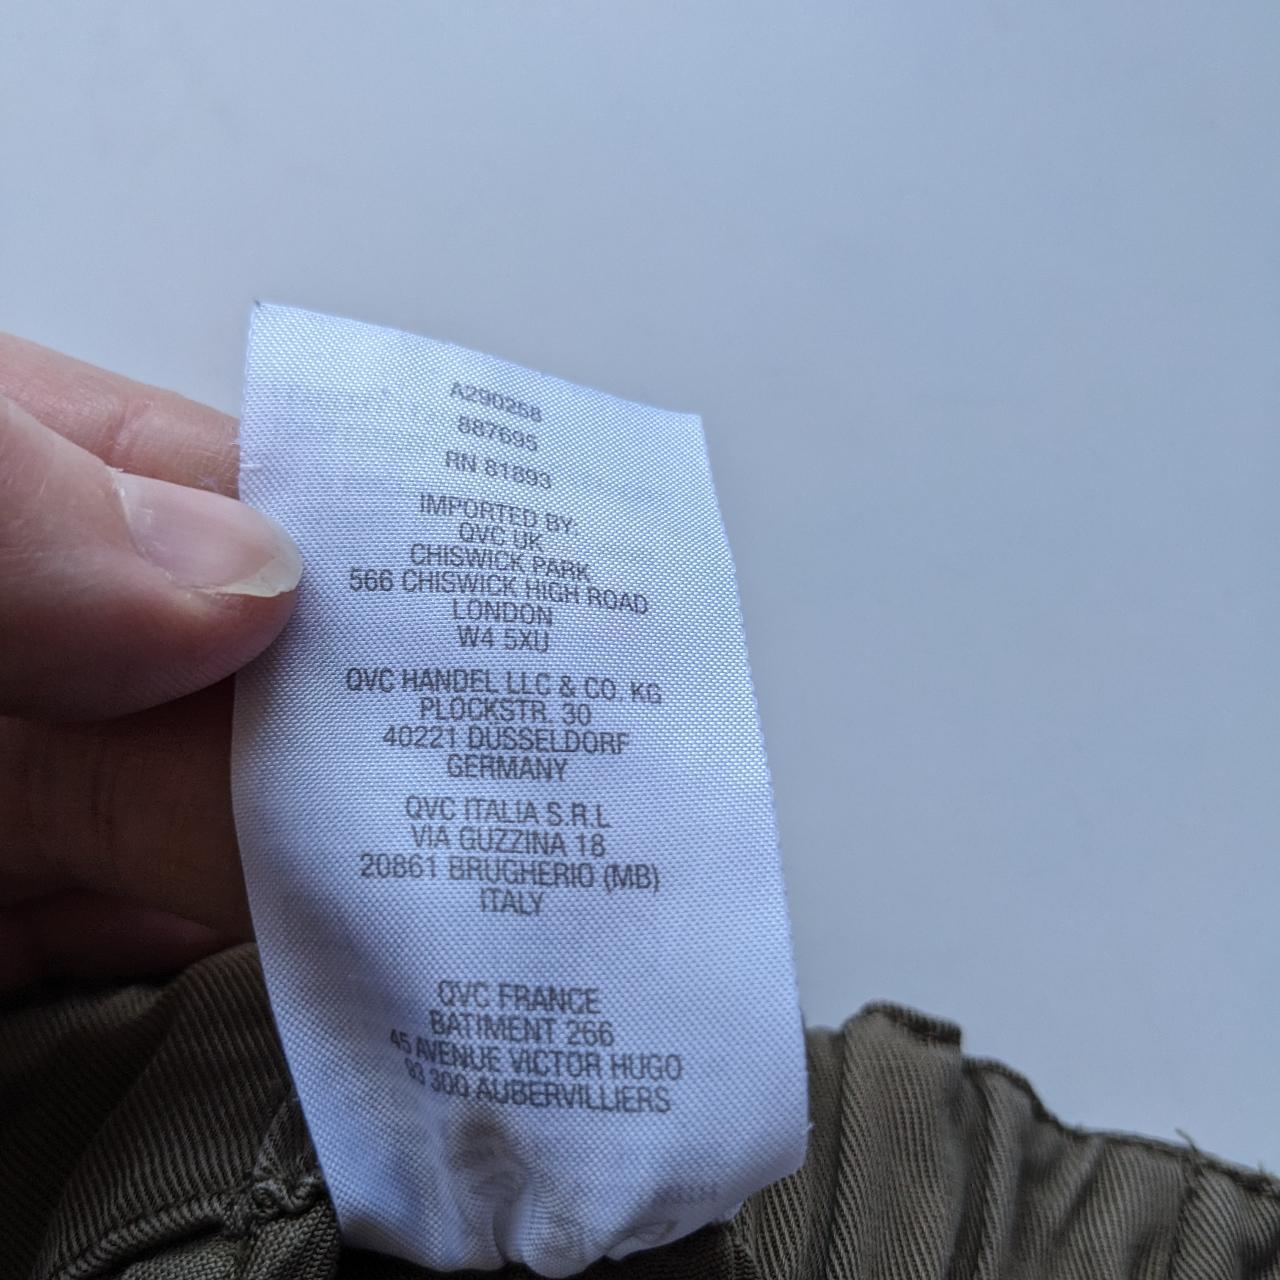 A290268
887695
RN 81693
IMPORTED BY:
QVC UK
CHISWICK PARK
566 CHISWICK HIGH ROAD
LONDON
W4 5XU
QVC HANDEL LLC & CO. KG
PLOCKSTR. 30
40221 DUSSELDORF
GERMANY
QVC ITALIA S.R.L
VIA GUZZINA 18
20861 BRUGHERIO (MB)
ITALY
QVC FRANCE
BATIMENT 266
45 AVENUE VICTOR HUGO
93 300 AUBERVILLIERS